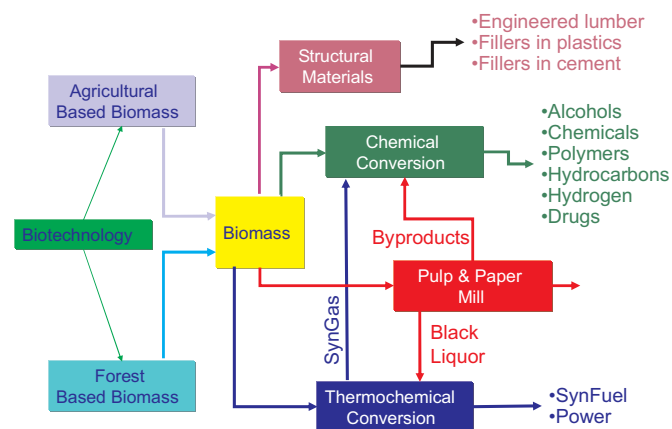 •Engineered lumber
•Fillers in plastics
•Fillers in cement
Structural
Materials
Agricultural
Based Biomass
•Alcohols
•Chemicals
•Polymers
•Hydrocarbons
•Hydrogen
•Drugs
Chemical
Conversion
Biotechnology
Biomass
Byproducts
Pulp & Paper
Mill
SynGas
Black
Liquor
Forest
Based Biomass
Thermochemical
Conversion
•SynFuel
•Power